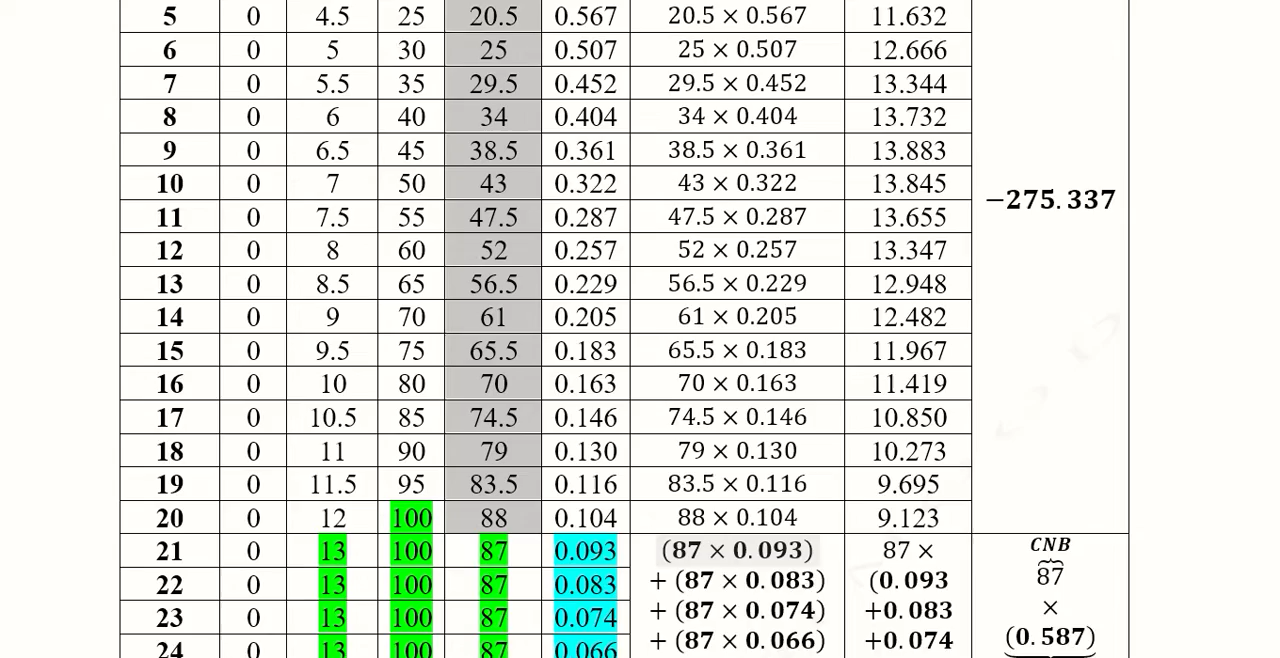 5 0 4.5 25 20.5 0.567 20.5 × 0.567 11.632
6 0 5 30 25 0.507 25 × 0.507 12.666
7 0 5.5 35 29.5 0.452 29.5 × 0.452 13.344
8 0 6 40 34 0.404 34 × 0.404 13.732
9 0 6.5 45 38.5 0.361 38.5 × 0.361 13.883
10 0 7 50 43 0.322 43 × 0.322 13.845
−275.337
11 0 7.5 55 47.5 0.287 47.5 × 0.287 13.655
12 0 8 60 52 0.257 52 × 0.257 13.347
13 0 8.5 65 56.5 0.229 56.5 × 0.229 12.948
14 0 9 70 61 0.205 61 × 0.205 12.482
15 0 9.5 75 65.5 0.183 65.5 × 0.183 11.967
16 0 10 80 70 0.163 70 × 0.163 11.419
17 0 10.5 85 74.5 0.146 74.5 × 0.146 10.850
18 0 11 90 79 0.130 79 × 0.130 10.273
19 0 11.5 95 83.5 0.116 83.5 × 0.116 9.695
20 0 12 100 88 0.104 88 × 0.104 9.123
21 0 13 100 87 0.093 (87 × 0.093) 87 × CNB
22 0 13 100 87 0.083 + (87 × 0.083) (0.093 87
23 0 13 100 87 0.074 + (87 × 0.074) +0.083 ×
24 0 13 100 87 0.066 + (87 × 0.066) +0.074 (0.587)